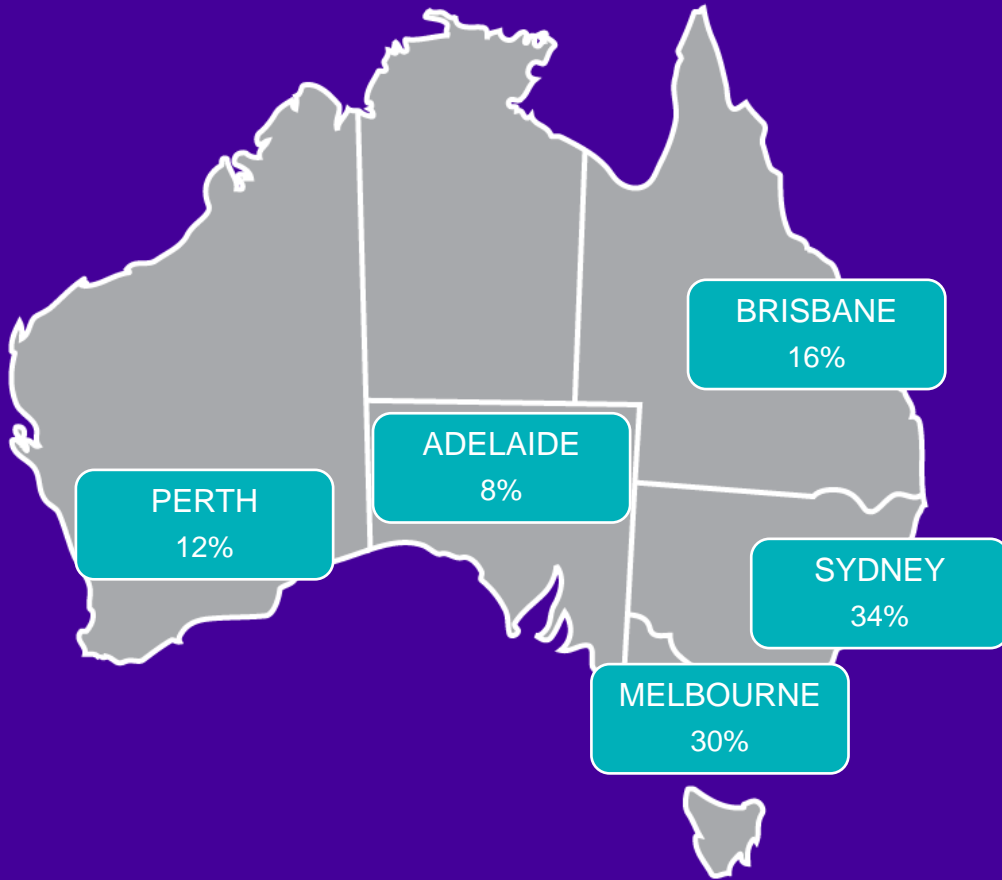 BRISBANE
16%
ADELAIDE
8%
PERTH
12%
SYDNEY
34%
MELBOURNE
30%